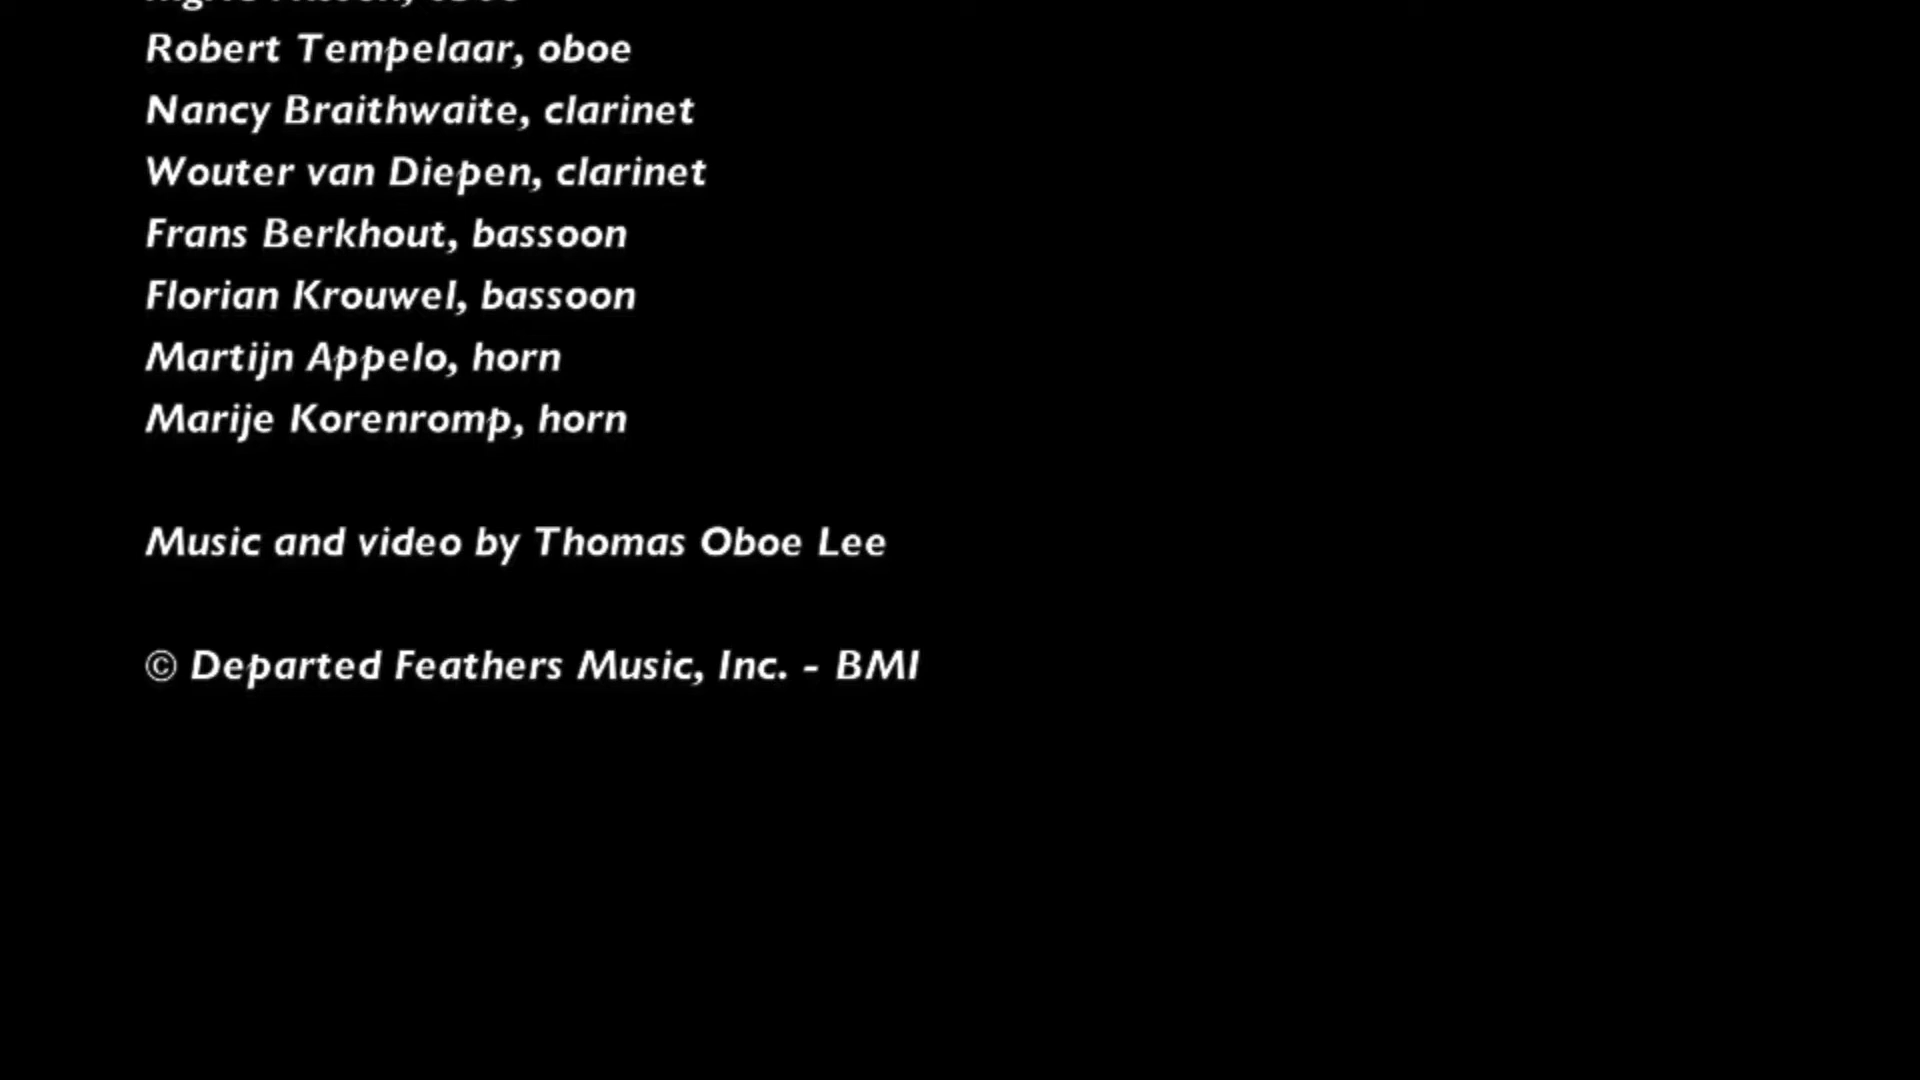 Robert Tempelaar, oboe
Nancy Braithwaite, clarinet
Wouter van Diepen, clarinet
Frans Berkhout, bassoon
Florian Krouwel, bassoon
Martijn Appelo, horn
Marije Korenromp, horn
Music and video by Thomas Oboe Lee
© Departed Feathers Music, Inc. - BMI